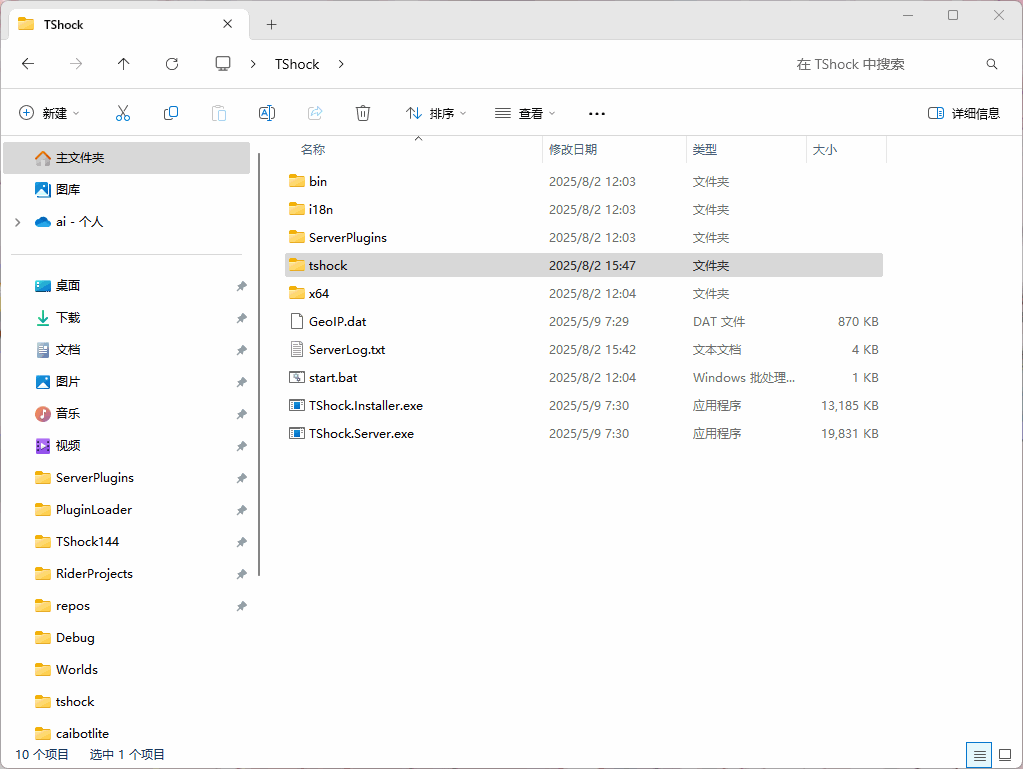 TShock
TShock
在 TShock 中搜索
新建
排序
查看
详细信息
主文件夹
图库
ai - 个人
桌面
下载
文档
图片
音乐
视频
ServerPlugins
PluginLoader
TShock144
RiderProjects
repos
Debug
Worlds
tshock
caibotlite
名称 修改日期 类型 大小
bin 2025/8/2 12:03 文件夹
i18n 2025/8/2 12:03 文件夹
ServerPlugins 2025/8/2 12:03 文件夹
tshock 2025/8/2 15:47 文件夹
x64 2025/8/2 12:04 文件夹
GeoIP.dat 2025/5/9 7:29 DAT 文件 870 KB
ServerLog.txt 2025/8/2 15:42 文本文档 4 KB
start.bat 2025/8/2 12:04 Windows 批处理... 1 KB
TShock.Installer.exe 2025/5/9 7:30 应用程序 13,185 KB
TShock.Server.exe 2025/5/9 7:30 应用程序 19,831 KB
10 个项目 选中 1 个项目